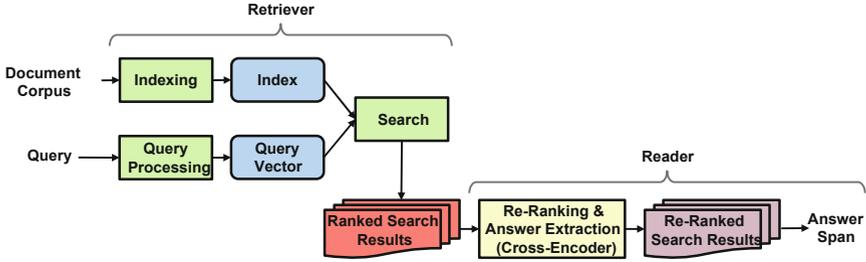 Retriever
Document
Corpus
Indexing
Index
Search
Query
Query
Processing
Query
Vector
Reader
Ranked Search
Results
Re-Ranking &
Answer Extraction
(Cross-Encoder)
Re-Ranked
Search Results
Answer
Span